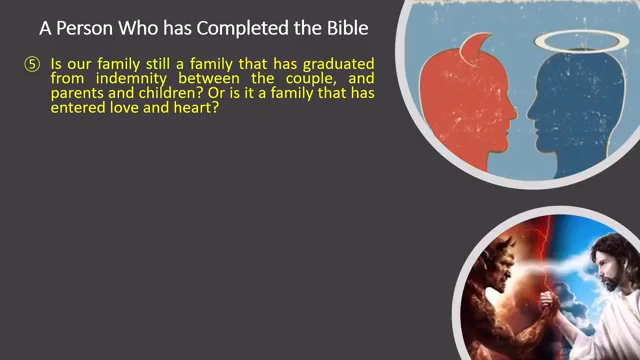 A Person Who has Completed the Bible
⑤ Is our family still a family that has graduated
from indemnity between the couple, and
parents and children? Or is it a family that has
entered love and heart?